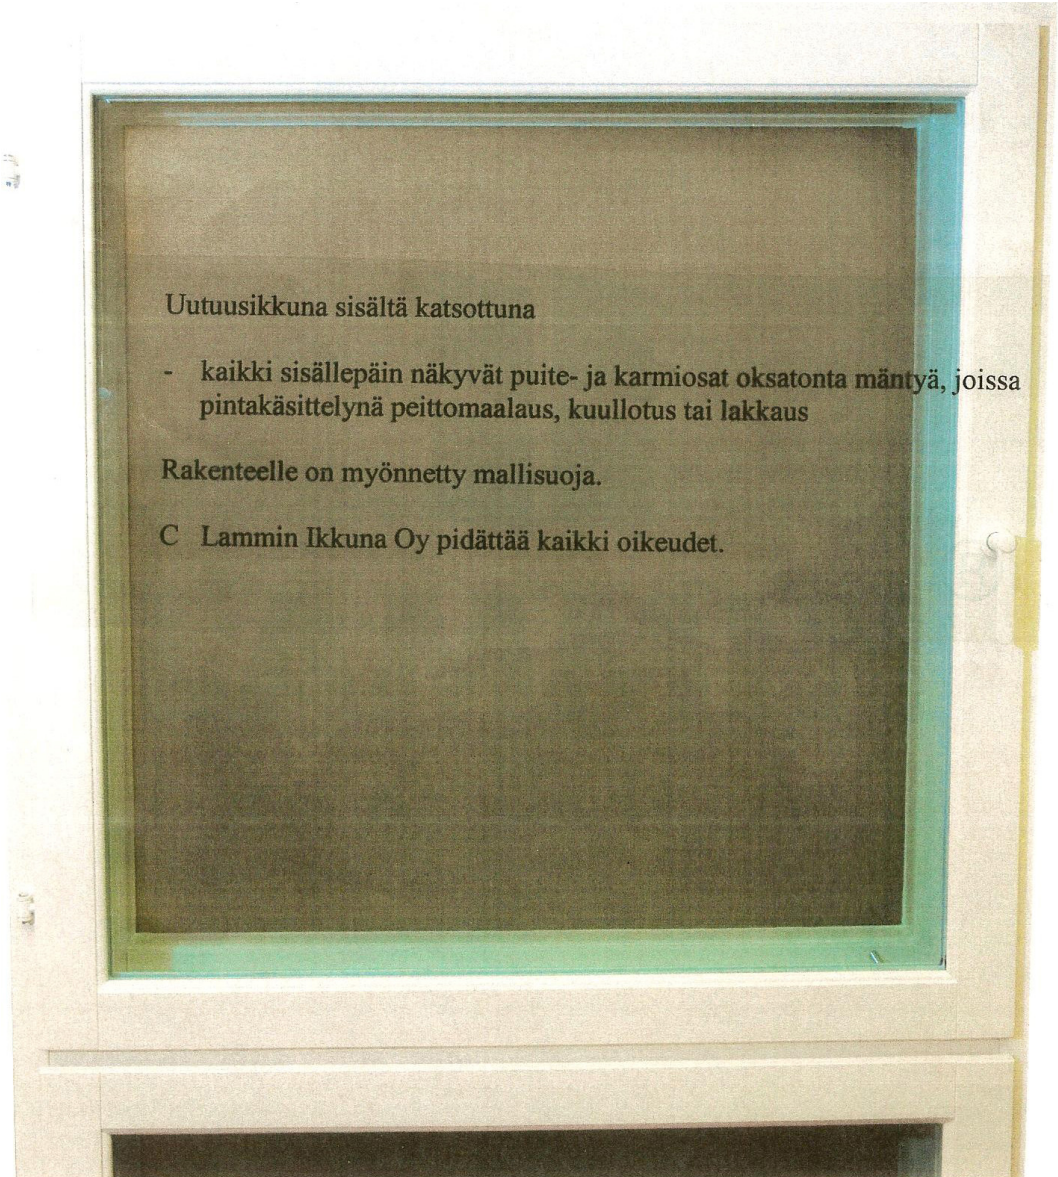 Uutuusikkuna sisältä katsottuna
- kaikki sisällepäin näkyvät puite- ja karmiosat oksatonta mäntyä, joissa
pintakäsittelynä peittomaalaus, kuullotus tai lakkaus
Rakenteelle on myönnetty mallisuoja.
C Lammin Ikkuna Oy pidättää kaikki oikeudet.